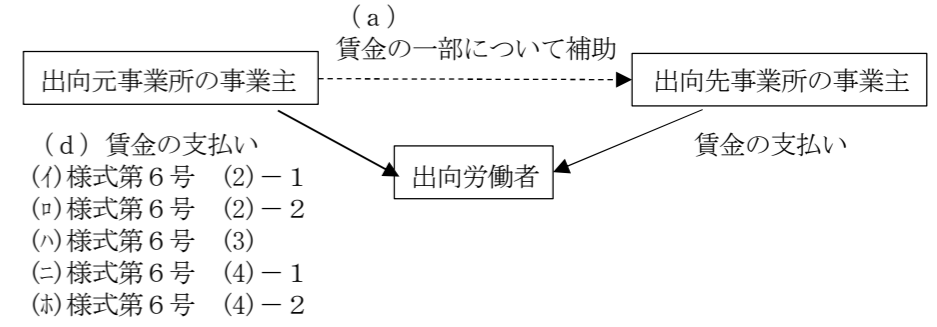 (a)
賃金の一部について補助
出向元事業所の事業主
出向先事業所の事業主
(d)賃金の支払い
賃金の支払い
(ｲ)様式第6号 (2)-1
出向労働者
(ﾛ)様式第6号 (2)-2
(ﾊ)様式第6号 (3)
(ﾆ)様式第6号 (4)-1
(ﾎ)様式第6号 (4)-2